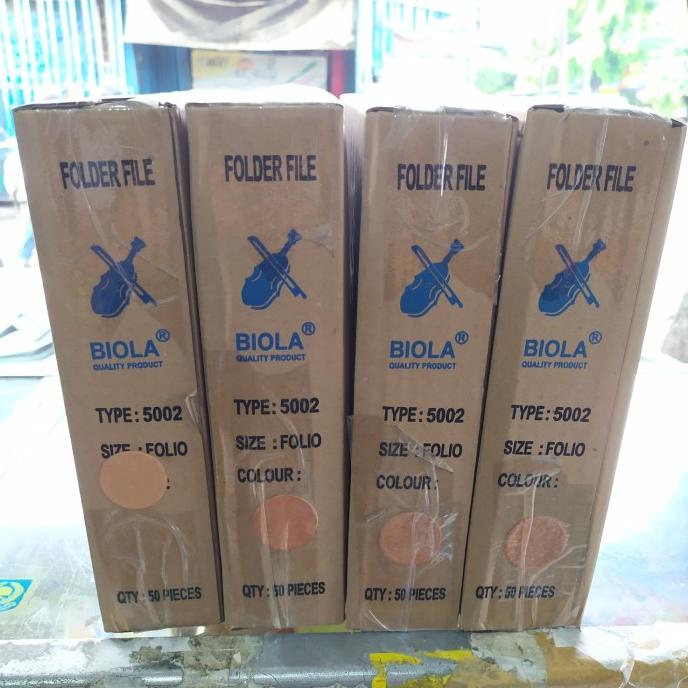 FOLDER FILE
BIOLA®
QUALITY PRODUCT
TYPE : 5002
SIZE : FOLIO
:
QTY : 50 PIECES
FOLDER FILE
BIOLA®
QUALITY PRODUCT
TYPE : 5002
SIZE : FOLIO
COLOUR :
QTY : 50 PIECES
FOLDER FILE
BIOLA®
QUALITY PRODUCT
TYPE : 5002
SIZE : FOLIO
COLOUR :
QTY : 50 PIECES
FOLDER FILE
BIOLA®
QUALITY PRODUCT
TYPE : 5002
SIZE : FOLIO
COLOUR :
QTY : 50 PIECES